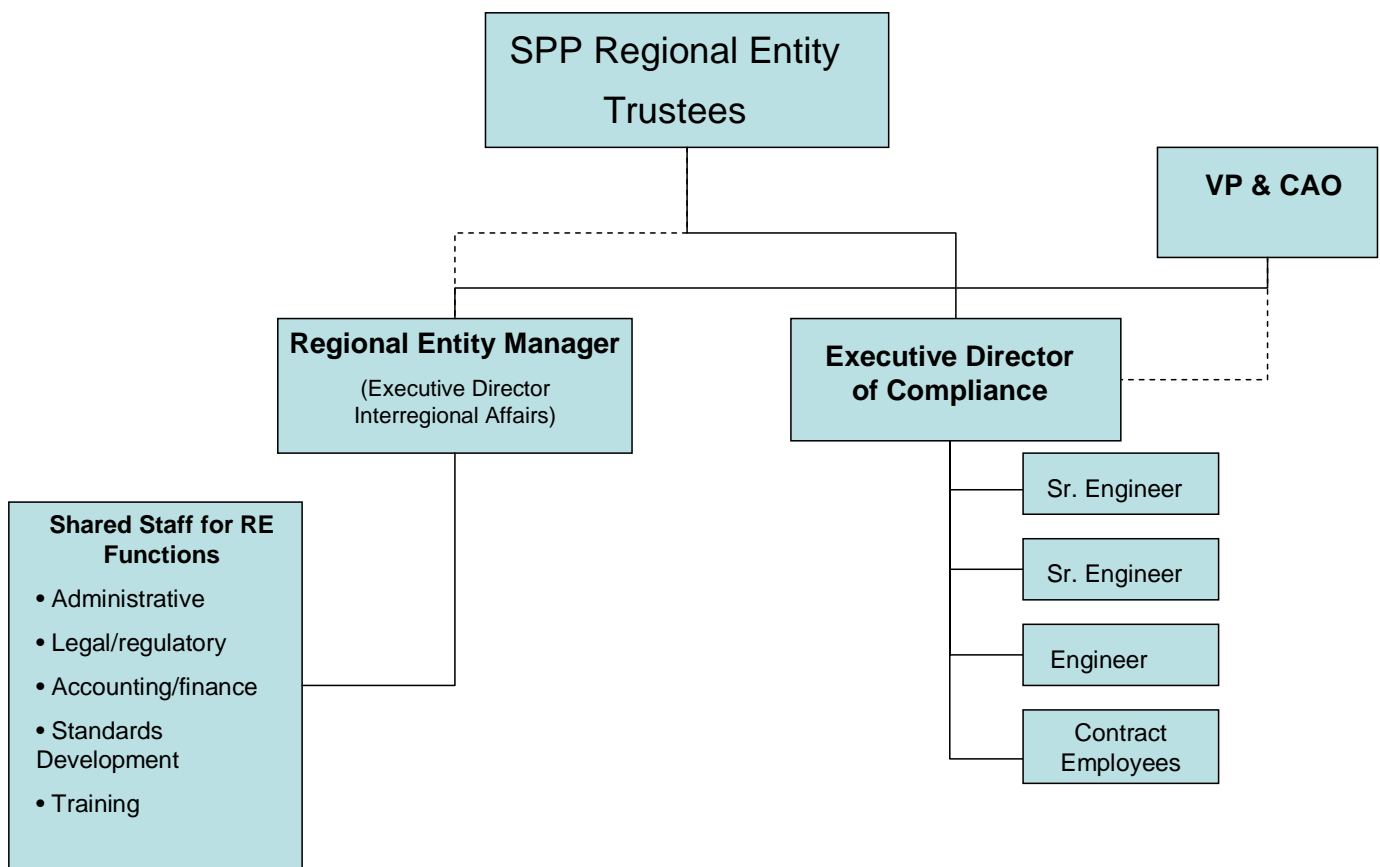 SPP Regional Entity
Trustees
VP & CAO
Regional Entity Manager
(Executive Director
Interregional Affairs)
Executive Director
of Compliance
Shared Staff for RE
Functions
• Administrative
• Legal/regulatory
• Accounting/finance
• Standards
Development
• Training
Sr. Engineer
Sr. Engineer
Engineer
Contract
Employees